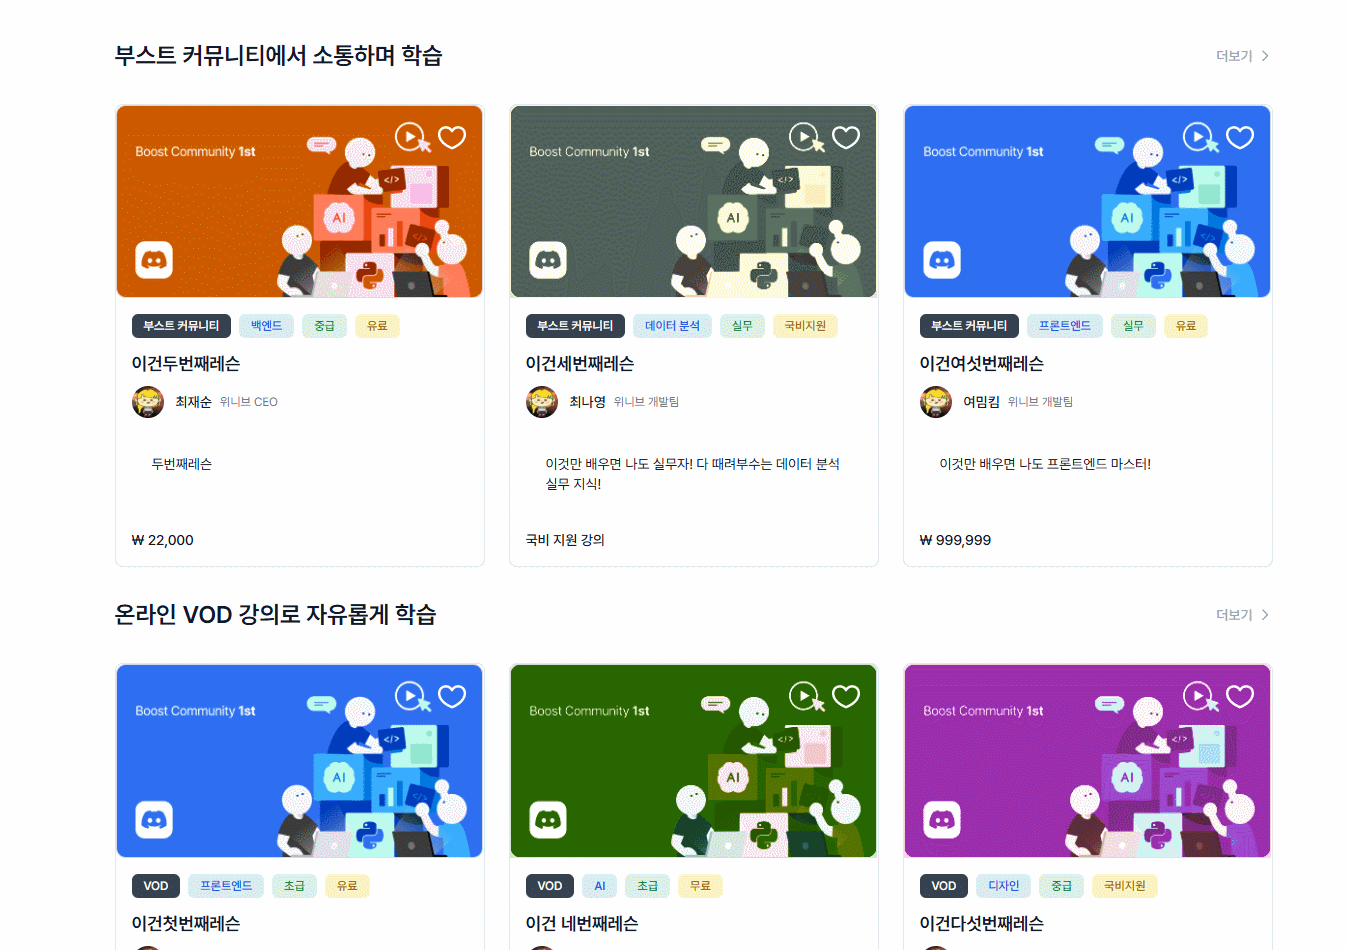 부스트 커뮤니티에서 소통하며 학습
더보기
Boost Community 1st
</>
AI
</>
Boost Community 1st
</>
AI
Boost Community 1st
</>
AI
</>
부스트 커뮤니티 백엔드 중급 유료
이건두번째레슨
최재순 위니브 CEO
두번째레슨
₩ 22,000
부스트 커뮤니티 데이터 분석 실무 국비지원
이건세번째레슨
최나영 위니브 개발팀
이것만 배우면 나도 실무자! 다 때려부수는 데이터 분석
실무 지식!
국비 지원 강의
부스트 커뮤니티 프론트엔드 실무 유료
이건여섯번째레슨
여밈킴 위니브 개발팀
이것만 배우면 나도 프론트엔드 마스터!
₩ 999,999
온라인 VOD 강의로 자유롭게 학습
더보기
Boost Community 1st
</>
AI
</>
Boost Community 1st
</>
AI
Boost Community 1st
</>
AI
</>
VOD 프론트엔드 초급 유료
이건첫번째레슨
VOD AI 초급 무료
이건 네번째레슨
VOD 디자인 중급 국비지원
이건다섯번째레슨